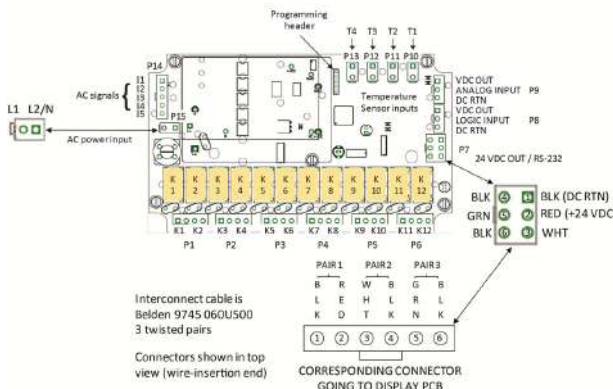 Programming
header
T4 T3 T2 T1
P13 P12 P11 P10
P14
I1
I2
I3
I4
I5
AC signals
L1 L2/N
P15
AC power input
Temperature
Sensor inputs
VDC OUT
ANALOG INPUT P9
DC RTN
VDC OUT
LOGIC INPUT P8
DC RTN
P7
24 VDC OUT / RS-232
K K K K K K K K K K K K
1 2 3 4 5 6 7 8 9 10 11 12
K1 K2 K3 K4 K5 K6 K7 K8 K9 K10 K11 K12
P1 P2 P3 P4 P5 P6
BLK 4 1 BLK (DC RTN)
GRN 5 2 RED (+24 VDC
BLK 6 3 WHT
PAIR 1 PAIR 2 PAIR 3
B R W B G B
L E H L R L
K D T K N K
1 2 3 4 5 6
Interconnect cable is
Belden 9745 060U500
3 twisted pairs
Connectors shown in top
view (wire-insertion end)
CORRESPONDING CONNECTOR
GOING TO DISPLAY PCB